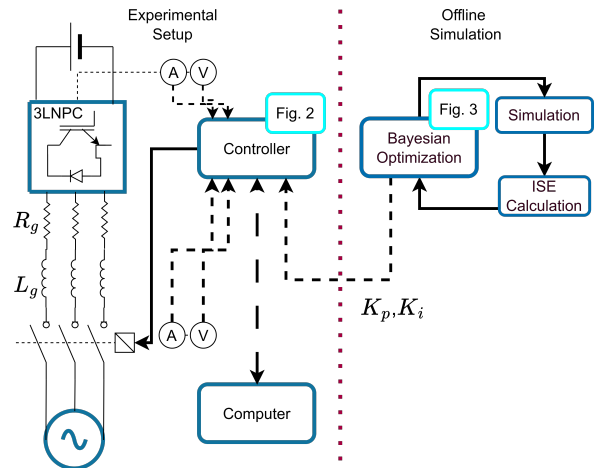 Experimental
Setup
Offline
Simulation
A
V
3LNPC
Fig. 2
Controller
Fig. 3
Bayesian
Optimization
Simulation
ISE
Calculation
R_g
L_g
K_p,K_i
A
V
Computer